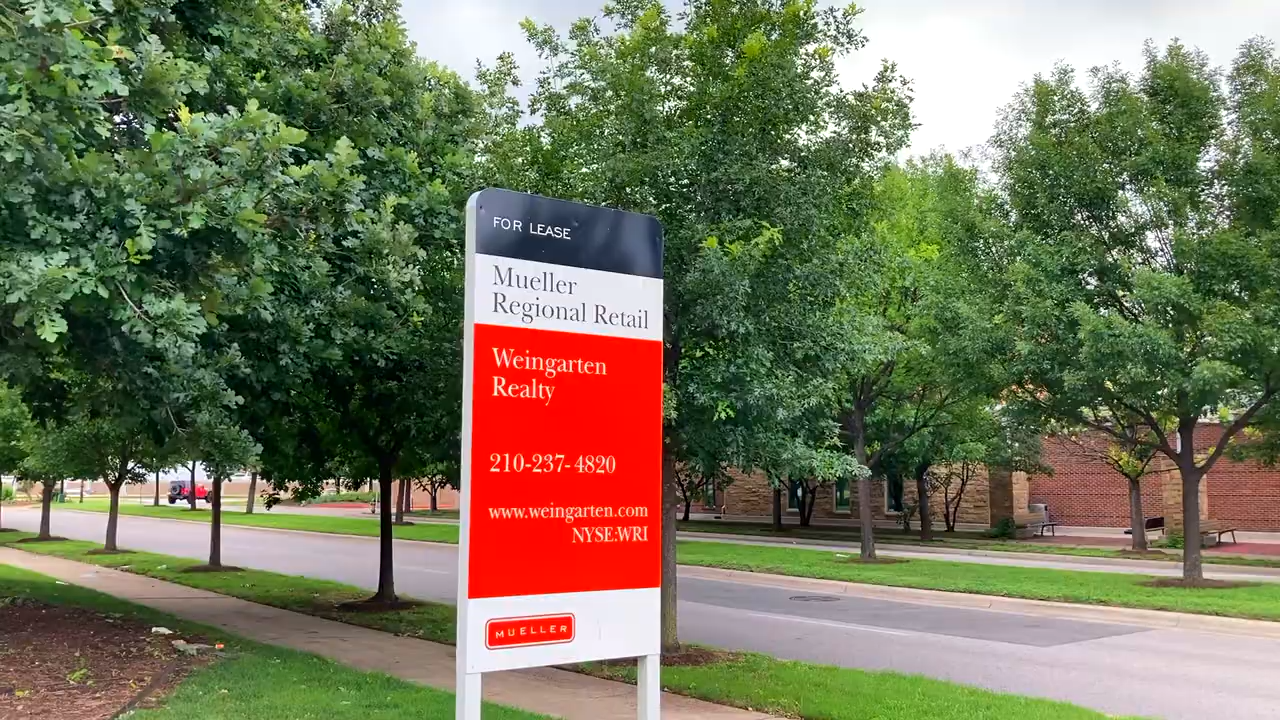 FOR LEASE
Mueller
Regional Retail
Weingarten
Realty
210-237-4820
www.weingarten.com
NYSE:WRI
MUELLER